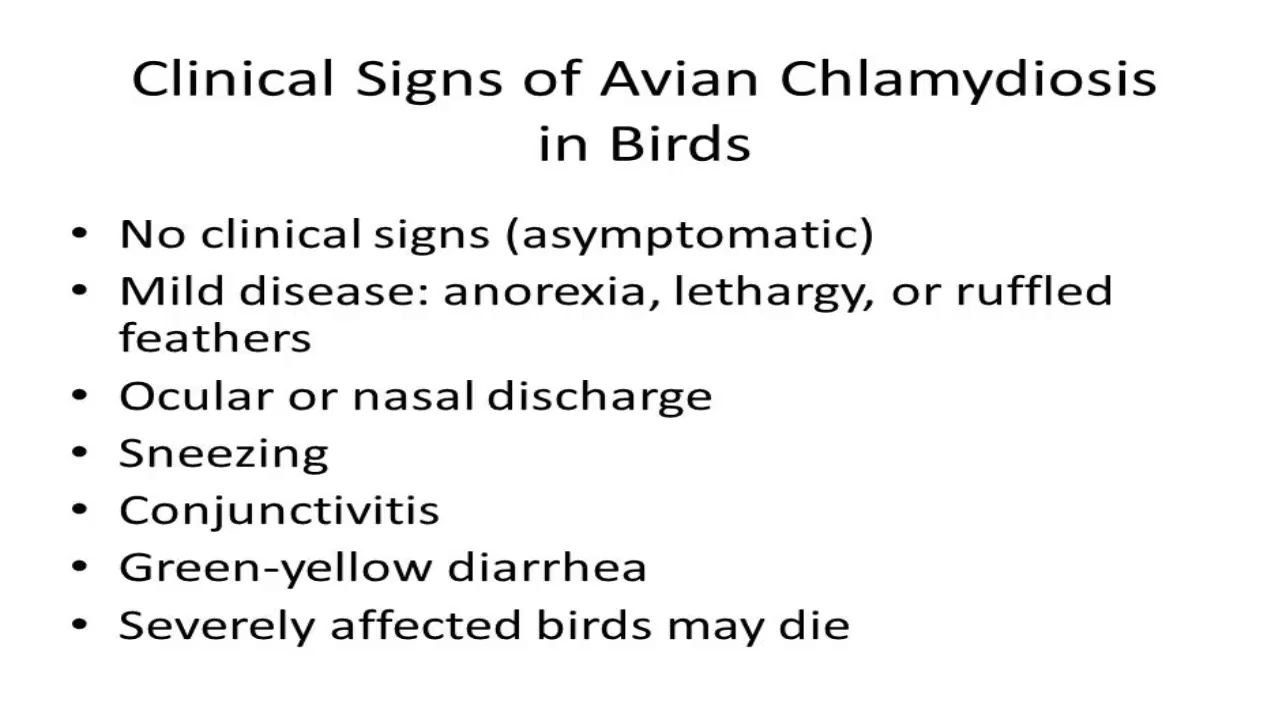 Clinical Signs of Avian Chlamydiosis
in Birds
• No clinical signs (asymptomatic)
• Mild disease: anorexia, lethargy, or ruffled
feathers
• Ocular or nasal discharge
• Sneezing
• Conjunctivitis
• Green-yellow diarrhea
• Severely affected birds may die